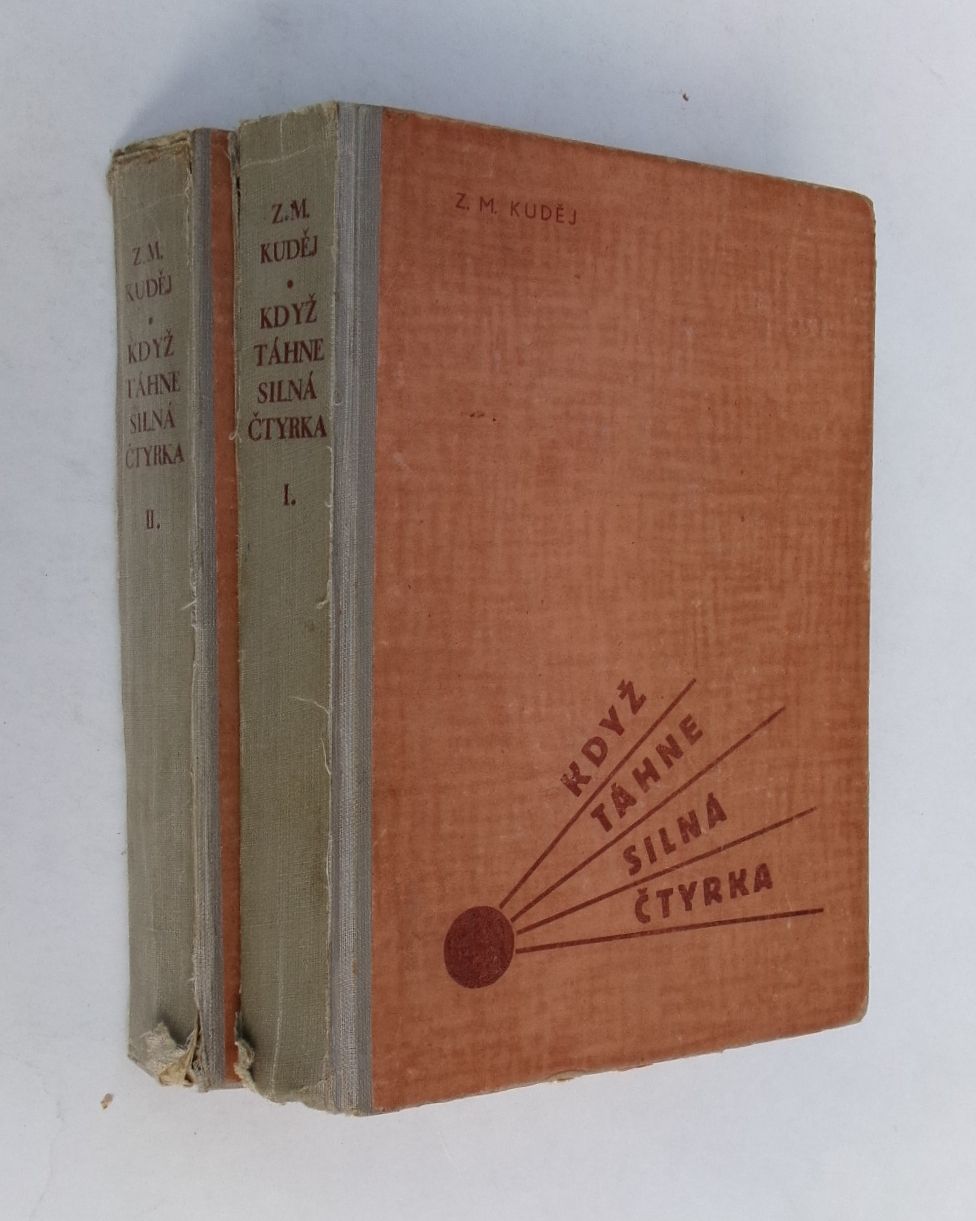 Z. M.
KUDĚJ
•
KDYŽ
TÁHNE
SILNÁ
ČTYRKA
II.
Z. M.
KUDĚJ
•
KDYŽ
TÁHNE
SILNÁ
ČTYRKA
I.
Z. M. KUDĚJ
KDYŽ
TÁHNE
SILNÁ
ČTYRKA